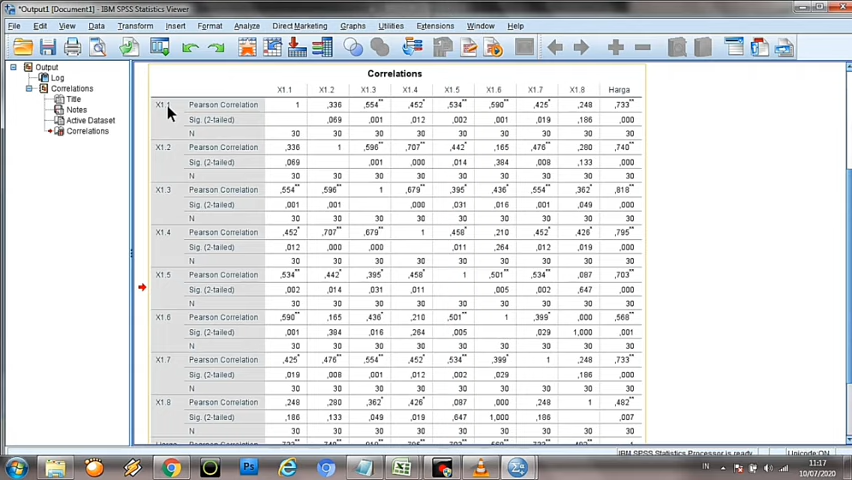 *Output1 [Document1] - IBM SPSS Statistics Viewer
File Edit View Data Transform Insert Format Analyze Direct Marketing Graphs Utilities Extensions Window Help
Output
Log
Correlations
Title
Notes
Active Dataset
Correlations
Correlations
X1.1 X1.2 X1.3 X1.4 X1.5 X1.6 X1.7 X1.8 Harga
X1.1 Pearson Correlation 1 ,336 ,554** ,452* ,534** ,590** ,425* ,248 ,733**
Sig. (2-tailed) ,069 ,001 ,012 ,002 ,001 ,019 ,186 ,000
N 30 30 30 30 30 30 30 30 30
X1.2 Pearson Correlation ,336 1 ,596** ,707** ,442* ,165 ,476** ,280 ,740**
Sig. (2-tailed) ,069 ,001 ,000 ,014 ,384 ,008 ,133 ,000
N 30 30 30 30 30 30 30 30 30
X1.3 Pearson Correlation ,554** ,596** 1 ,679** ,395* ,436* ,554** ,362* ,818**
Sig. (2-tailed) ,001 ,001 ,000 ,031 ,016 ,001 ,049 ,000
N 30 30 30 30 30 30 30 30 30
X1.4 Pearson Correlation ,452* ,707** ,679** 1 ,458* ,210 ,452* ,426* ,795**
Sig. (2-tailed) ,012 ,000 ,000 ,011 ,264 ,012 ,019 ,000
N 30 30 30 30 30 30 30 30 30
X1.5 Pearson Correlation ,534** ,442* ,395* ,458* 1 ,501** ,534** ,087 ,703**
Sig. (2-tailed) ,002 ,014 ,031 ,011 ,005 ,002 ,647 ,000
N 30 30 30 30 30 30 30 30 30
X1.6 Pearson Correlation ,590** ,165 ,436* ,210 ,501** 1 ,399* ,000 ,568**
Sig. (2-tailed) ,001 ,384 ,016 ,264 ,005 ,029 1,000 ,001
N 30 30 30 30 30 30 30 30 30
X1.7 Pearson Correlation ,425* ,476** ,554** ,452* ,534** ,399* 1 ,248 ,733**
Sig. (2-tailed) ,019 ,008 ,001 ,012 ,002 ,029 ,186 ,000
N 30 30 30 30 30 30 30 30 30
X1.8 Pearson Correlation ,248 ,280 ,362* ,426* ,087 ,000 ,248 1 ,482**
Sig. (2-tailed) ,186 ,133 ,049 ,019 ,647 1,000 ,186 ,007
N 30 30 30 30 30 30 30 30 30
IBM SPSS Statistics Processor is ready Unicode:ON
IN 11:17
10/07/2020